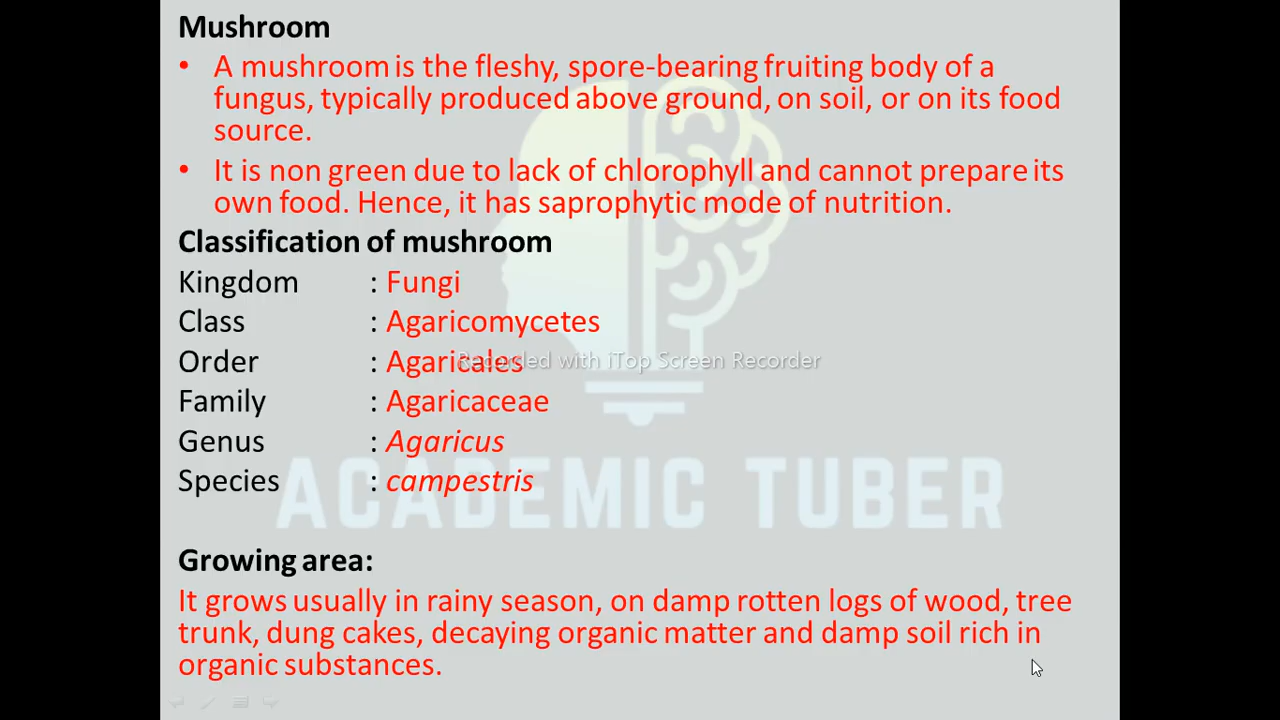 Mushroom
• A mushroom is the fleshy, spore-bearing fruiting body of a
fungus, typically produced above ground, on soil, or on its food
source.
• It is non green due to lack of chlorophyll and cannot prepare its
own food. Hence, it has saprophytic mode of nutrition.
Classification of mushroom
Kingdom : Fungi
Class : Agaricomycetes
Order : Agaricales
Recorded with iTop Screen Recorder
Family : Agaricaceae
Genus : Agaricus
Species : campestris
ACADEMIC TUBER
Growing area:
It grows usually in rainy season, on damp rotten logs of wood, tree
trunk, dung cakes, decaying organic matter and damp soil rich in
organic substances.